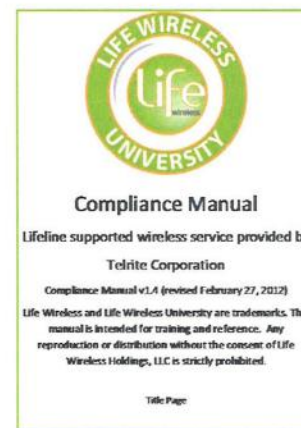 LIFE WIRELESS
Life
wireless.
UNIVERSITY
Compliance Manual
Lifeline supported wireless service provided b
Telrite Corporation
Compliance Manual v1.4 (revised February 27, 2012)
Life Wireless and Life Wireless University are trademarks. Th
manual is intended for training and reference. Any
reproduction or distribution without the consent of Life
Wireless Holdings, LLC is strictly prohibited.
Title Page